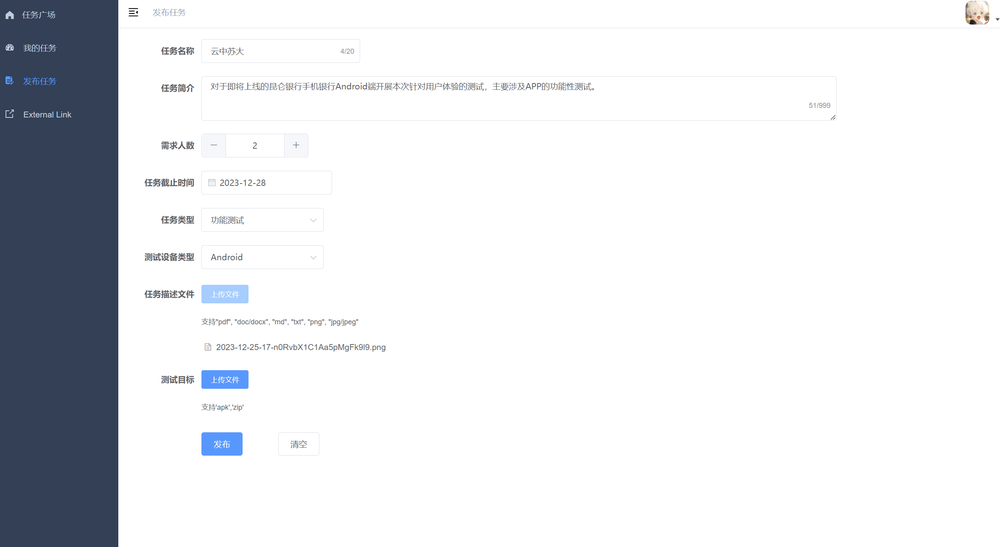 任务广场
我的任务
发布任务
External Link
发布任务
任务名称
云中苏大
4/20
任务简介
对于即将上线的昆仑银行手机银行Android端开展本次针对用户体验的测试，主要涉及APP的功能性测试。
51/999
需求人数
2
任务截止时间
2023-12-28
任务类型
功能测试
测试设备类型
Android
任务描述文件
上传文件
支持"pdf", "doc/docx", "md", "txt", "png", "jpg/jpeg"
2023-12-25-17-n0RvbX1C1Aa5pMgFk9l9.png
测试目标
上传文件
支持'apk','zip'
发布
清空